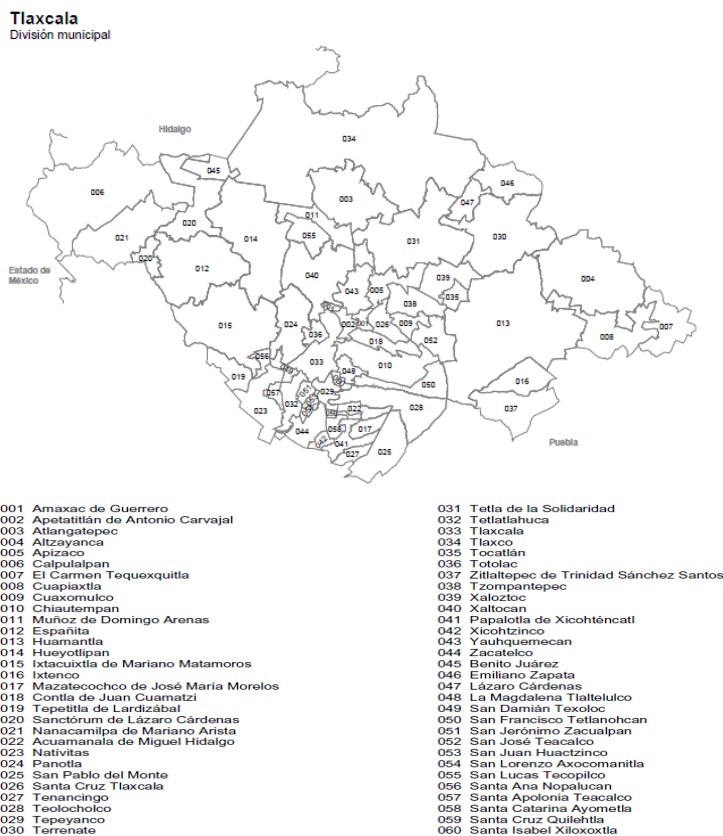 Tlaxcala
División municipal
Hidalgo
034
045
006
046
003
047
020
011
021
014
055
031
030
020
012
040
039
004
Estado de
México
043
005
035
038
013
015
024
002
001
026
009
007
036
018
052
008
056
033
010
019
048
016
057
029
050
023
032
051
022
028
037
044
058
017
042
041
027
025
Puebla
001 Amaxac de Guerrero
002 Apetatitlán de Antonio Carvajal
003 Atlangatepec
004 Altzayanca
005 Apizaco
006 Calpulalpan
007 El Carmen Tequexquitla
008 Cuapiaxtla
009 Cuaxomulco
010 Chiautempan
011 Muñoz de Domingo Arenas
012 Españita
013 Huamantla
014 Hueyotlipan
015 Ixtacuixtla de Mariano Matamoros
016 Ixtenco
017 Mazatecochco de José María Morelos
018 Contla de Juan Cuamatzi
019 Tepetitla de Lardizábal
020 Sanctórum de Lázaro Cárdenas
021 Nanacamilpa de Mariano Arista
022 Acuamanala de Miguel Hidalgo
023 Natívitas
024 Panotla
025 San Pablo del Monte
026 Santa Cruz Tlaxcala
027 Tenancingo
028 Teolocholco
029 Tepeyanco
030 Terrenate
031 Tetla de la Solidaridad
032 Tetlatlahuca
033 Tlaxcala
034 Tlaxco
035 Tocatlán
036 Totolac
037 Zitlaltepec de Trinidad Sánchez Santos
038 Tzompantepec
039 Xaloztoc
040 Xaltocan
041 Papalotla de Xicohténcatl
042 Xicohtzinco
043 Yauhquemecan
044 Zacatelco
045 Benito Juárez
046 Emiliano Zapata
047 Lázaro Cárdenas
048 La Magdalena Tlaltelulco
049 San Damián Texoloc
050 San Francisco Tetlanohcan
051 San Jerónimo Zacualpan
052 San José Teacalco
053 San Juan Huactzinco
054 San Lorenzo Axocomanitla
055 San Lucas Tecopilco
056 Santa Ana Nopalucan
057 Santa Apolonia Teacalco
058 Santa Catarina Ayometla
059 Santa Cruz Quilehtla
060 Santa Isabel Xiloxoxtla